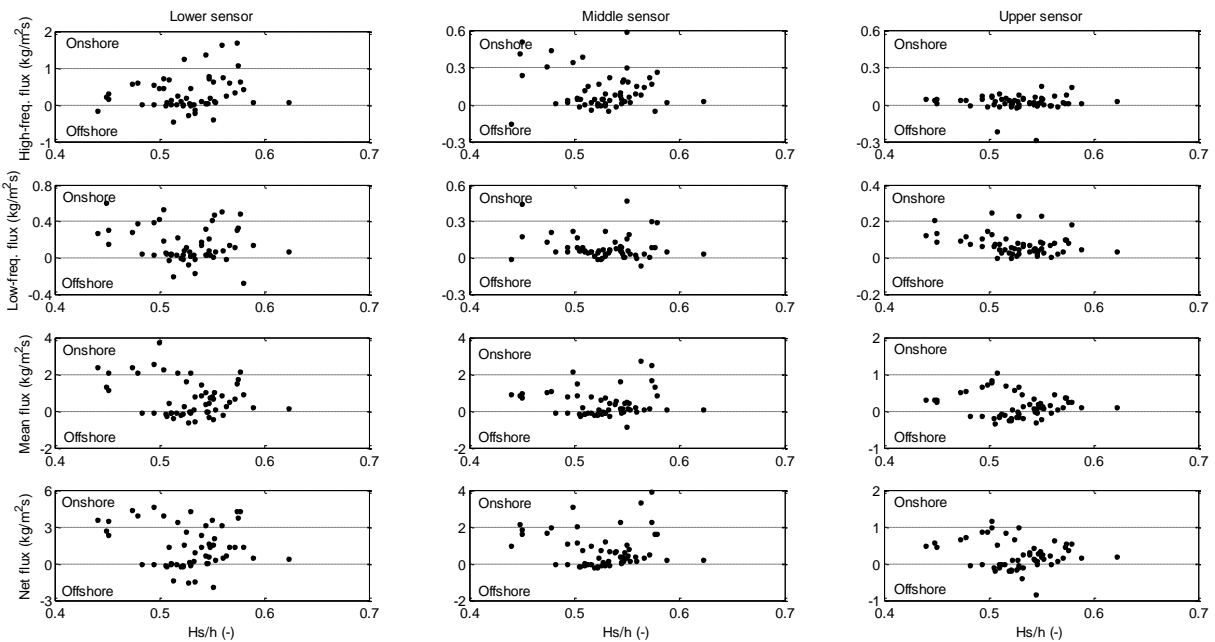 Lower sensor
Middle sensor
Upper sensor
High-freq. flux (kg/m²s)
2
1
0
-1
Onshore
Offshore
0.4 0.5 0.6 0.7
0.6
0.3
0
-0.3
Onshore
Offshore
0.4 0.5 0.6 0.7
0.6
0.3
0
-0.3
Onshore
Offshore
0.4 0.5 0.6 0.7
Low-freq. flux (kg/m²s)
0.8
0.4
0
-0.4
Onshore
Offshore
0.4 0.5 0.6 0.7
0.6
0.3
0
-0.3
Onshore
Offshore
0.4 0.5 0.6 0.7
0.4
0.2
0
-0.2
Onshore
Offshore
0.4 0.5 0.6 0.7
Mean flux (kg/m²s)
4
2
0
-2
Onshore
Offshore
0.4 0.5 0.6 0.7
4
2
0
-2
Onshore
Offshore
0.4 0.5 0.6 0.7
2
1
0
-1
Onshore
Offshore
0.4 0.5 0.6 0.7
Net flux (kg/m²s)
6
3
0
-3
Onshore
Offshore
0.4 0.5 0.6 0.7
Hs/h (-)
4
2
0
-2
Onshore
Offshore
0.4 0.5 0.6 0.7
Hs/h (-)
2
1
0
-1
Onshore
Offshore
0.4 0.5 0.6 0.7
Hs/h (-)